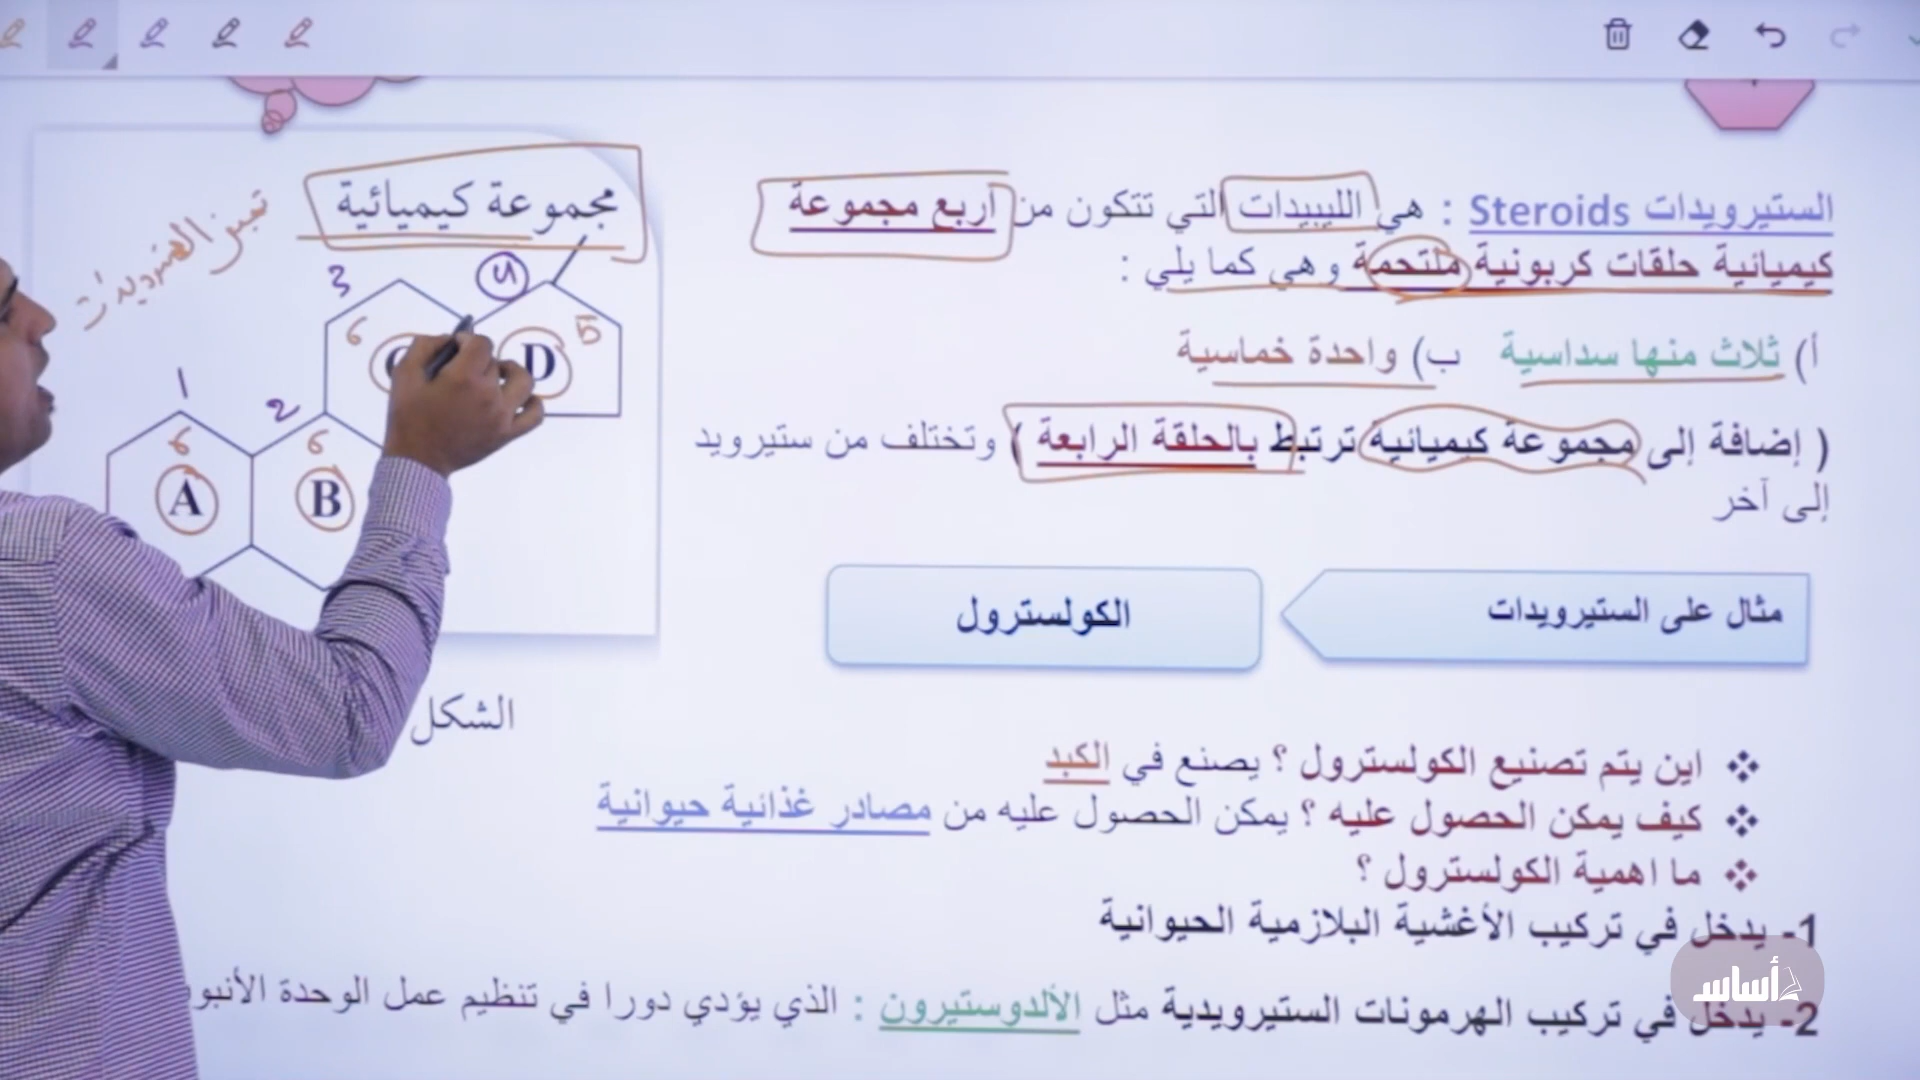 الستيرويدات Steroids : هي الليبيدات التي تتكون من أربع مجموعة
كيميائية حلقات كربونية ملتحمة وهي كما يلي :
أ) ثلاث منها سداسية ب) واحدة خماسية
( إضافة إلى مجموعة كيميائية ترتبط بالحلقة الرابعة ) وتختلف من ستيرويد
إلى آخر
مجموعة كيميائية
3
4
6
5
D
1
2
6
6
A
B
مثال على الستيرويدات
الكولسترول
الشكل
اين يتم تصنيع الكولسترول ؟ يصنع في الكبد
كيف يمكن الحصول عليه ؟ يمكن الحصول عليه من مصادر غذائية حيوانية
ما اهمية الكولسترول ؟
1- يدخل في تركيب الأغشية البلازمية الحيوانية
2- يدخل في تركيب الهرمونات الستيرويدية مثل الألدوستيرون : الذي يؤدي دورا في تنظيم عمل الوحدة
أساس